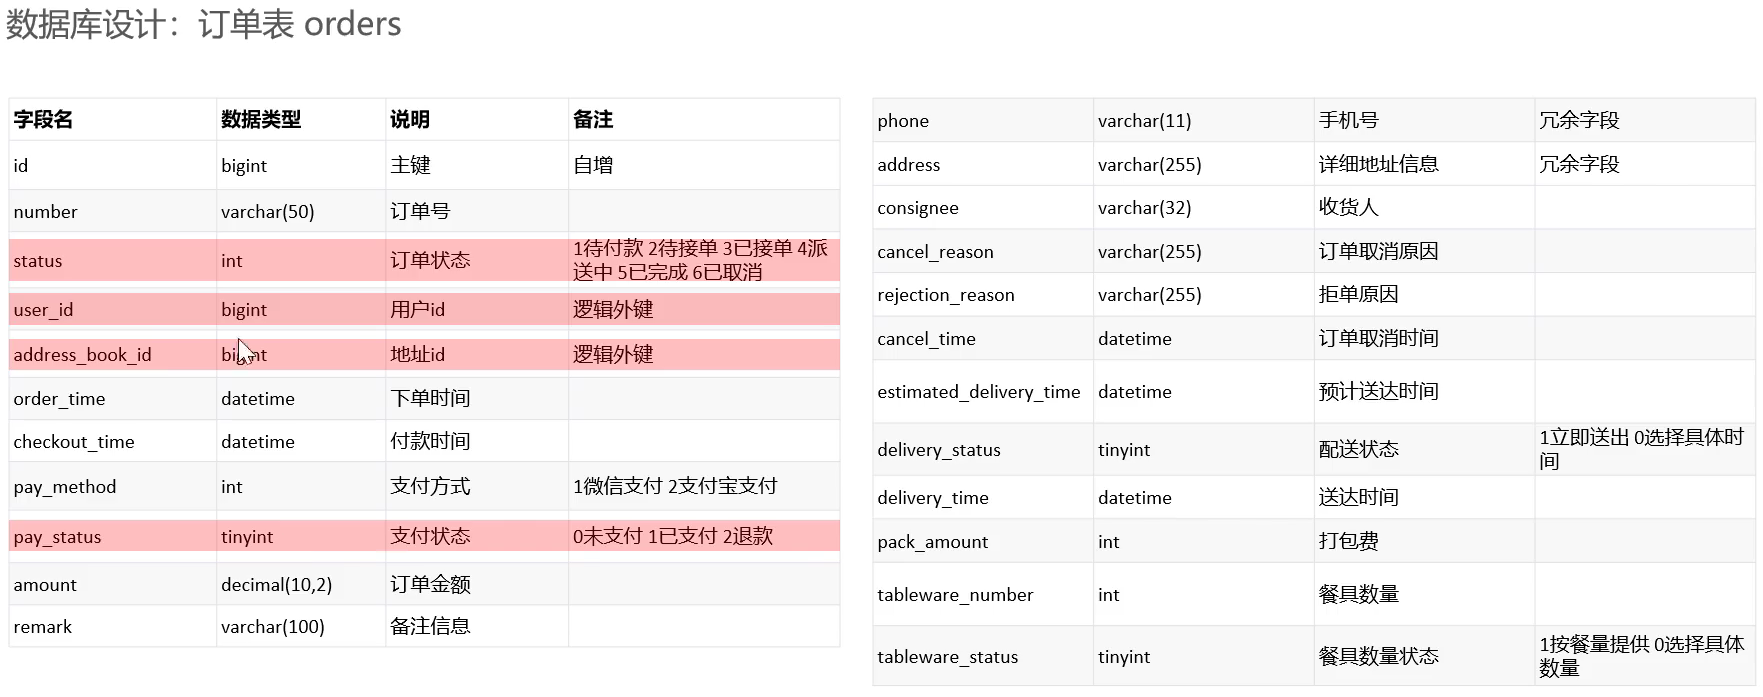 数据库设计：订单表 orders
字段名 数据类型 说明 备注
id bigint 主键 自增
number varchar(50) 订单号
status int 订单状态 1待付款 2待接单 3已接单 4派
送中 5已完成 6已取消
user_id bigint 用户id 逻辑外键
address_book_id bigint 地址id 逻辑外键
order_time datetime 下单时间
checkout_time datetime 付款时间
pay_method int 支付方式 1微信支付 2支付宝支付
pay_status tinyint 支付状态 0未支付 1已支付 2退款
amount decimal(10,2) 订单金额
remark varchar(100) 备注信息
phone varchar(11) 手机号 冗余字段
address varchar(255) 详细地址信息 冗余字段
consignee varchar(32) 收货人
cancel_reason varchar(255) 订单取消原因
rejection_reason varchar(255) 拒单原因
cancel_time datetime 订单取消时间
estimated_delivery_time datetime 预计送达时间
delivery_status tinyint 配送状态 1立即送出 0选择具体时
间
delivery_time datetime 送达时间
pack_amount int 打包费
tableware_number int 餐具数量
tableware_status tinyint 餐具数量状态 1按餐量提供 0选择具体
数量